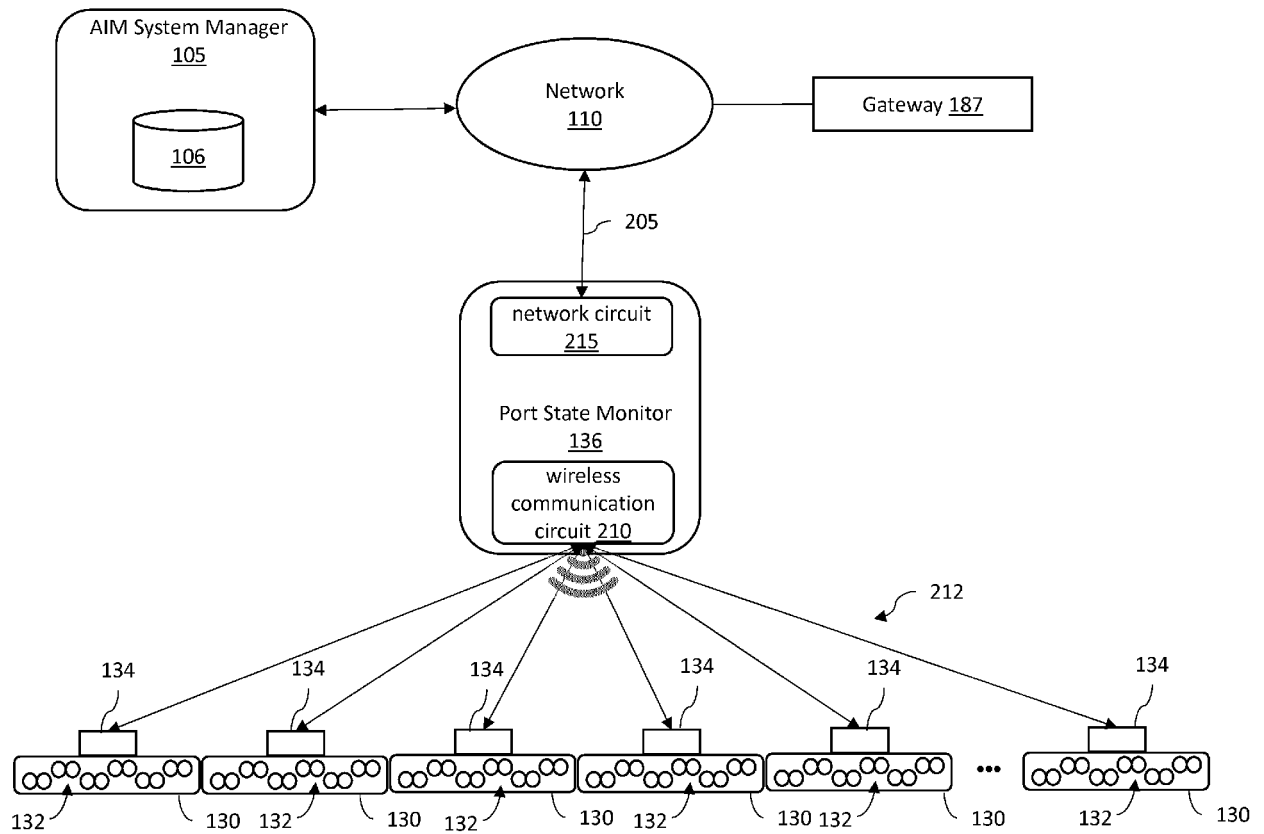 AIM System Manager
105
106
Network
110
Gateway 187
205
network circuit
215
Port State Monitor
136
wireless
communication
circuit 210
212
134 134 134 134 134 134
...
132 130 132 130 132 130 132 130 132 130 132 130